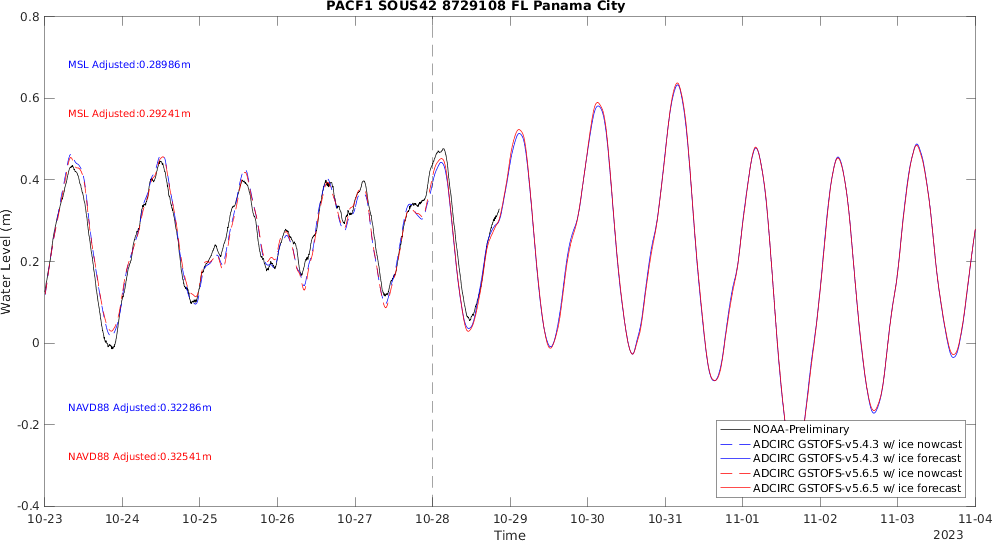 PACF1 SOUS42 8729108 FL Panama City
0.8
0.6
0.4
0.2
0
-0.2
-0.4
Water Level (m)
MSL Adjusted:0.28986m
MSL Adjusted:0.29241m
NAVD88 Adjusted:0.32286m
NAVD88 Adjusted:0.32541m
NOAA-Preliminary
ADCIRC GSTOFS-v5.4.3 w/ ice nowcast
ADCIRC GSTOFS-v5.4.3 w/ ice forecast
ADCIRC GSTOFS-v5.6.5 w/ ice nowcast
ADCIRC GSTOFS-v5.6.5 w/ ice forecast
10-23 10-24 10-25 10-26 10-27 10-28 10-29 10-30 10-31 11-01 11-02 11-03 11-04
Time
2023